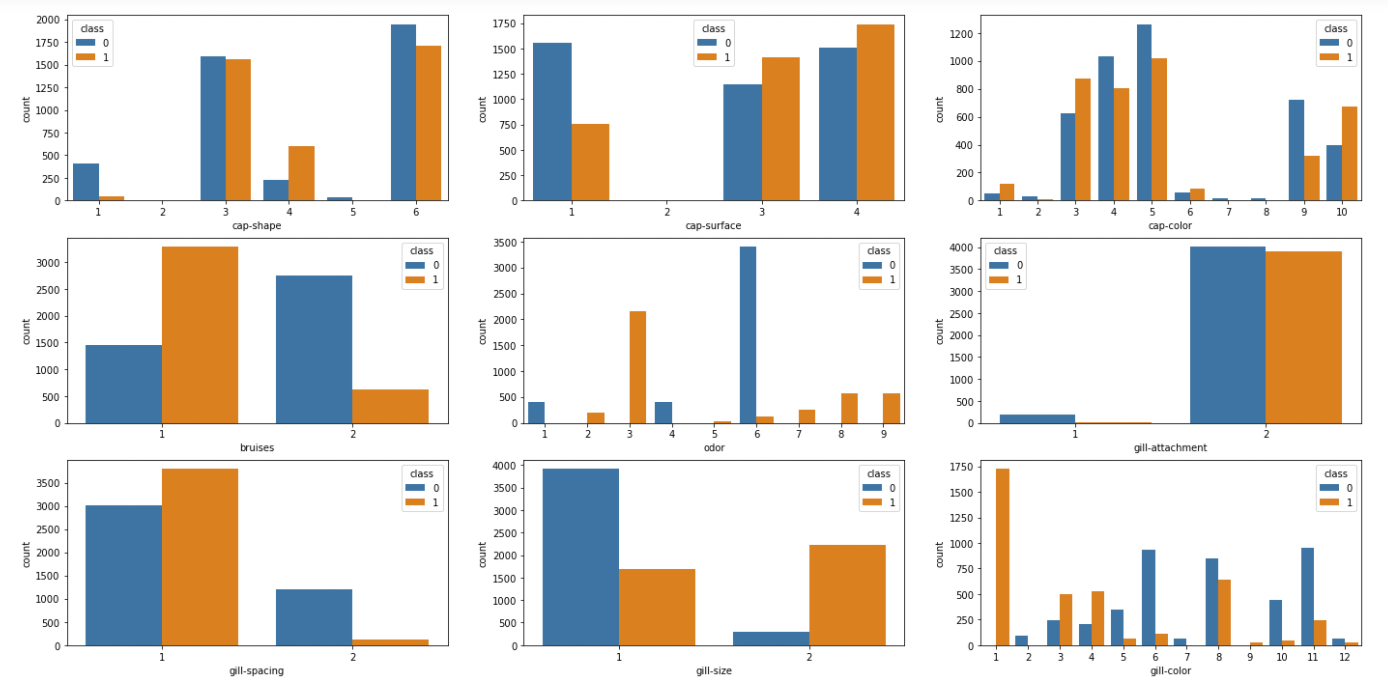 2000
1750
1500
1250
1000
750
500
250
0
count
class
0
1
1 2 3 4 5 6
cap-shape
1750
1500
1250
1000
750
500
250
0
count
class
0
1
1 2 3 4
cap-surface
1200
1000
800
600
400
200
0
count
class
0
1
1 2 3 4 5 6 7 8 9 10
cap-color
3000
2500
2000
1500
1000
500
0
count
class
0
1
1 2
bruises
3500
3000
2500
2000
1500
1000
500
0
count
class
0
1
1 2 3 4 5 6 7 8 9
odor
4000
3500
3000
2500
2000
1500
1000
500
0
count
class
0
1
1 2
gill-attachment
3500
3000
2500
2000
1500
1000
500
0
count
class
0
1
1 2
gill-spacing
4000
3500
3000
2500
2000
1500
1000
500
0
count
class
0
1
1 2
gill-size
1750
1500
1250
1000
750
500
250
0
count
class
0
1
1 2 3 4 5 6 7 8 9 10 11 12
gill-color